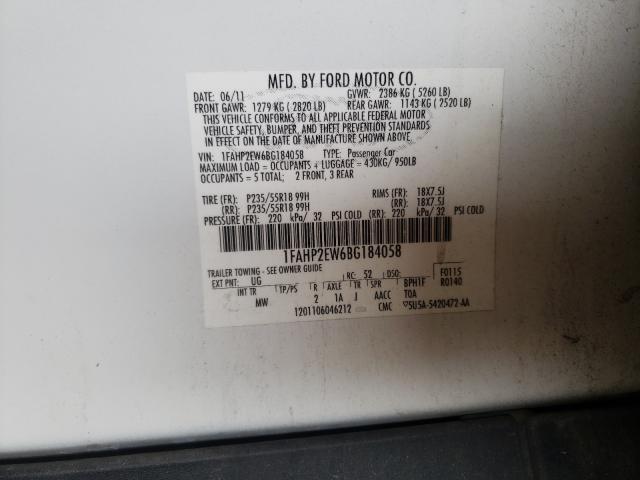 MFD. BY FORD MOTOR CO.
DATE: 06/11 GVWR: 2386 KG ( 5260 LB)
FRONT GAWR: 1279 KG ( 2820 LB) REAR GAWR: 1143 KG ( 2520 LB)
THIS VEHICLE CONFORMS TO ALL APPLICABLE FEDERAL MOTOR
VEHICLE SAFETY, BUMPER, AND THEFT PREVENTION STANDARDS
IN EFFECT ON THE DATE OF MANUFACTURE SHOWN ABOVE.
VIN: 1FAHP2EW6BG184058 TYPE: Passenger Car
MAXIMUM LOAD = OCCUPANTS + LUGGAGE = 430KG/ 950LB
OCCUPANTS = 5 TOTAL; 2 FRONT, 3 REAR
TIRE (FR): P235/55R18 99H RIMS (FR): 18X7.5J
(RR): P235/55R18 99H (RR): 18X7.5J
PRESSURE (FR): 220 kPa/ 32 PSI COLD (RR): 220 kPa/ 32 PSI COLD
1FAHP2EW6BG184058
TRAILER TOWING - SEE OWNER GUIDE
EXT PNT: UG RC: 52 DSO: F0115
INT TR TP/PS R AXLE TR SPR BPH1F R0140
MW 2 1A J AACC TOA
1201106046212 CMC 5U5A-5420472-AA